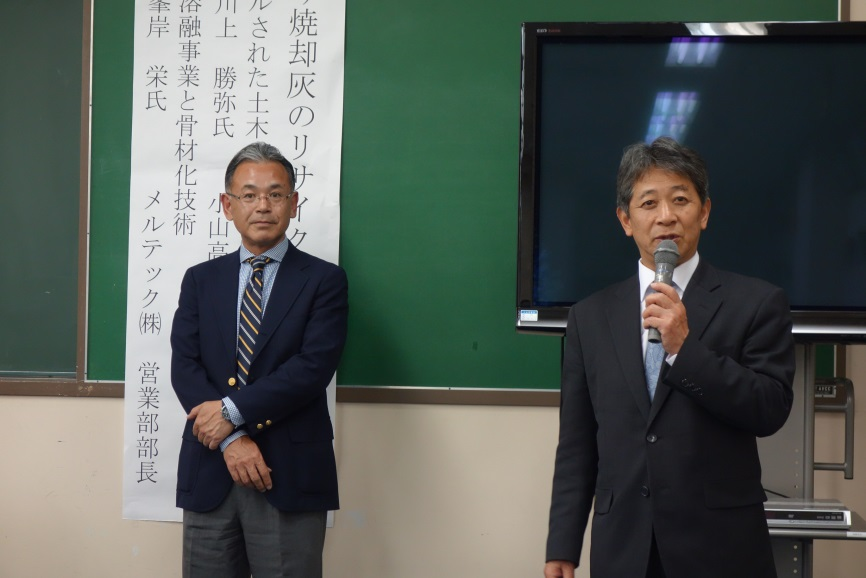 焼却灰のリサイク
ルされた土木
川上 勝弥氏 小山高
溶融事業と骨材化技術
峯岸 栄氏 メルテック㈱ 営業部部長